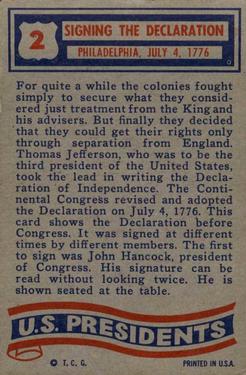 2
SIGNING THE DECLARATION
PHILADELPHIA, JULY 4, 1776
For quite a while the colonies fought
simply to secure what they consid-
ered just treatment from the King and
his advisers. But finally they decided
that they could get their rights only
through separation from England.
Thomas Jefferson, who was to be the
third president of the United States,
took the lead in writing the Decla-
ration of Independence. The Conti-
nental Congress revised and adopted
the Declaration on July 4, 1776. This
card shows the Declaration before
Congress. It was signed at different
times by different members. The first
to sign was John Hancock, president
of Congress. His signature can be
read without looking twice. He is
shown seated at the table.
U.S. PRESIDENTS
© T. C. G.
PRINTED IN U.S.A.